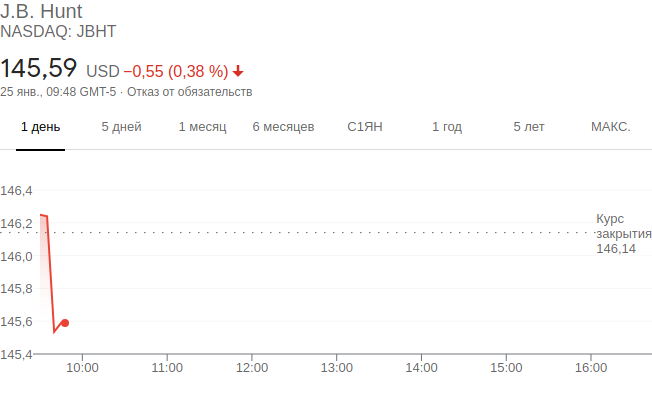 J.B. Hunt
NASDAQ: JBHT
145,59 USD −0,55 (0,38 %)
25 янв., 09:48 GMT-5 · Отказ от обязательств
1 день 5 дней 1 месяц 6 месяцев С1ЯН 1 год 5 лет МАКС.
146,4
146,2
146,0
145,8
145,6
145,4
Курс
закрытия
146,14
10:00 11:00 12:00 13:00 14:00 15:00 16:00